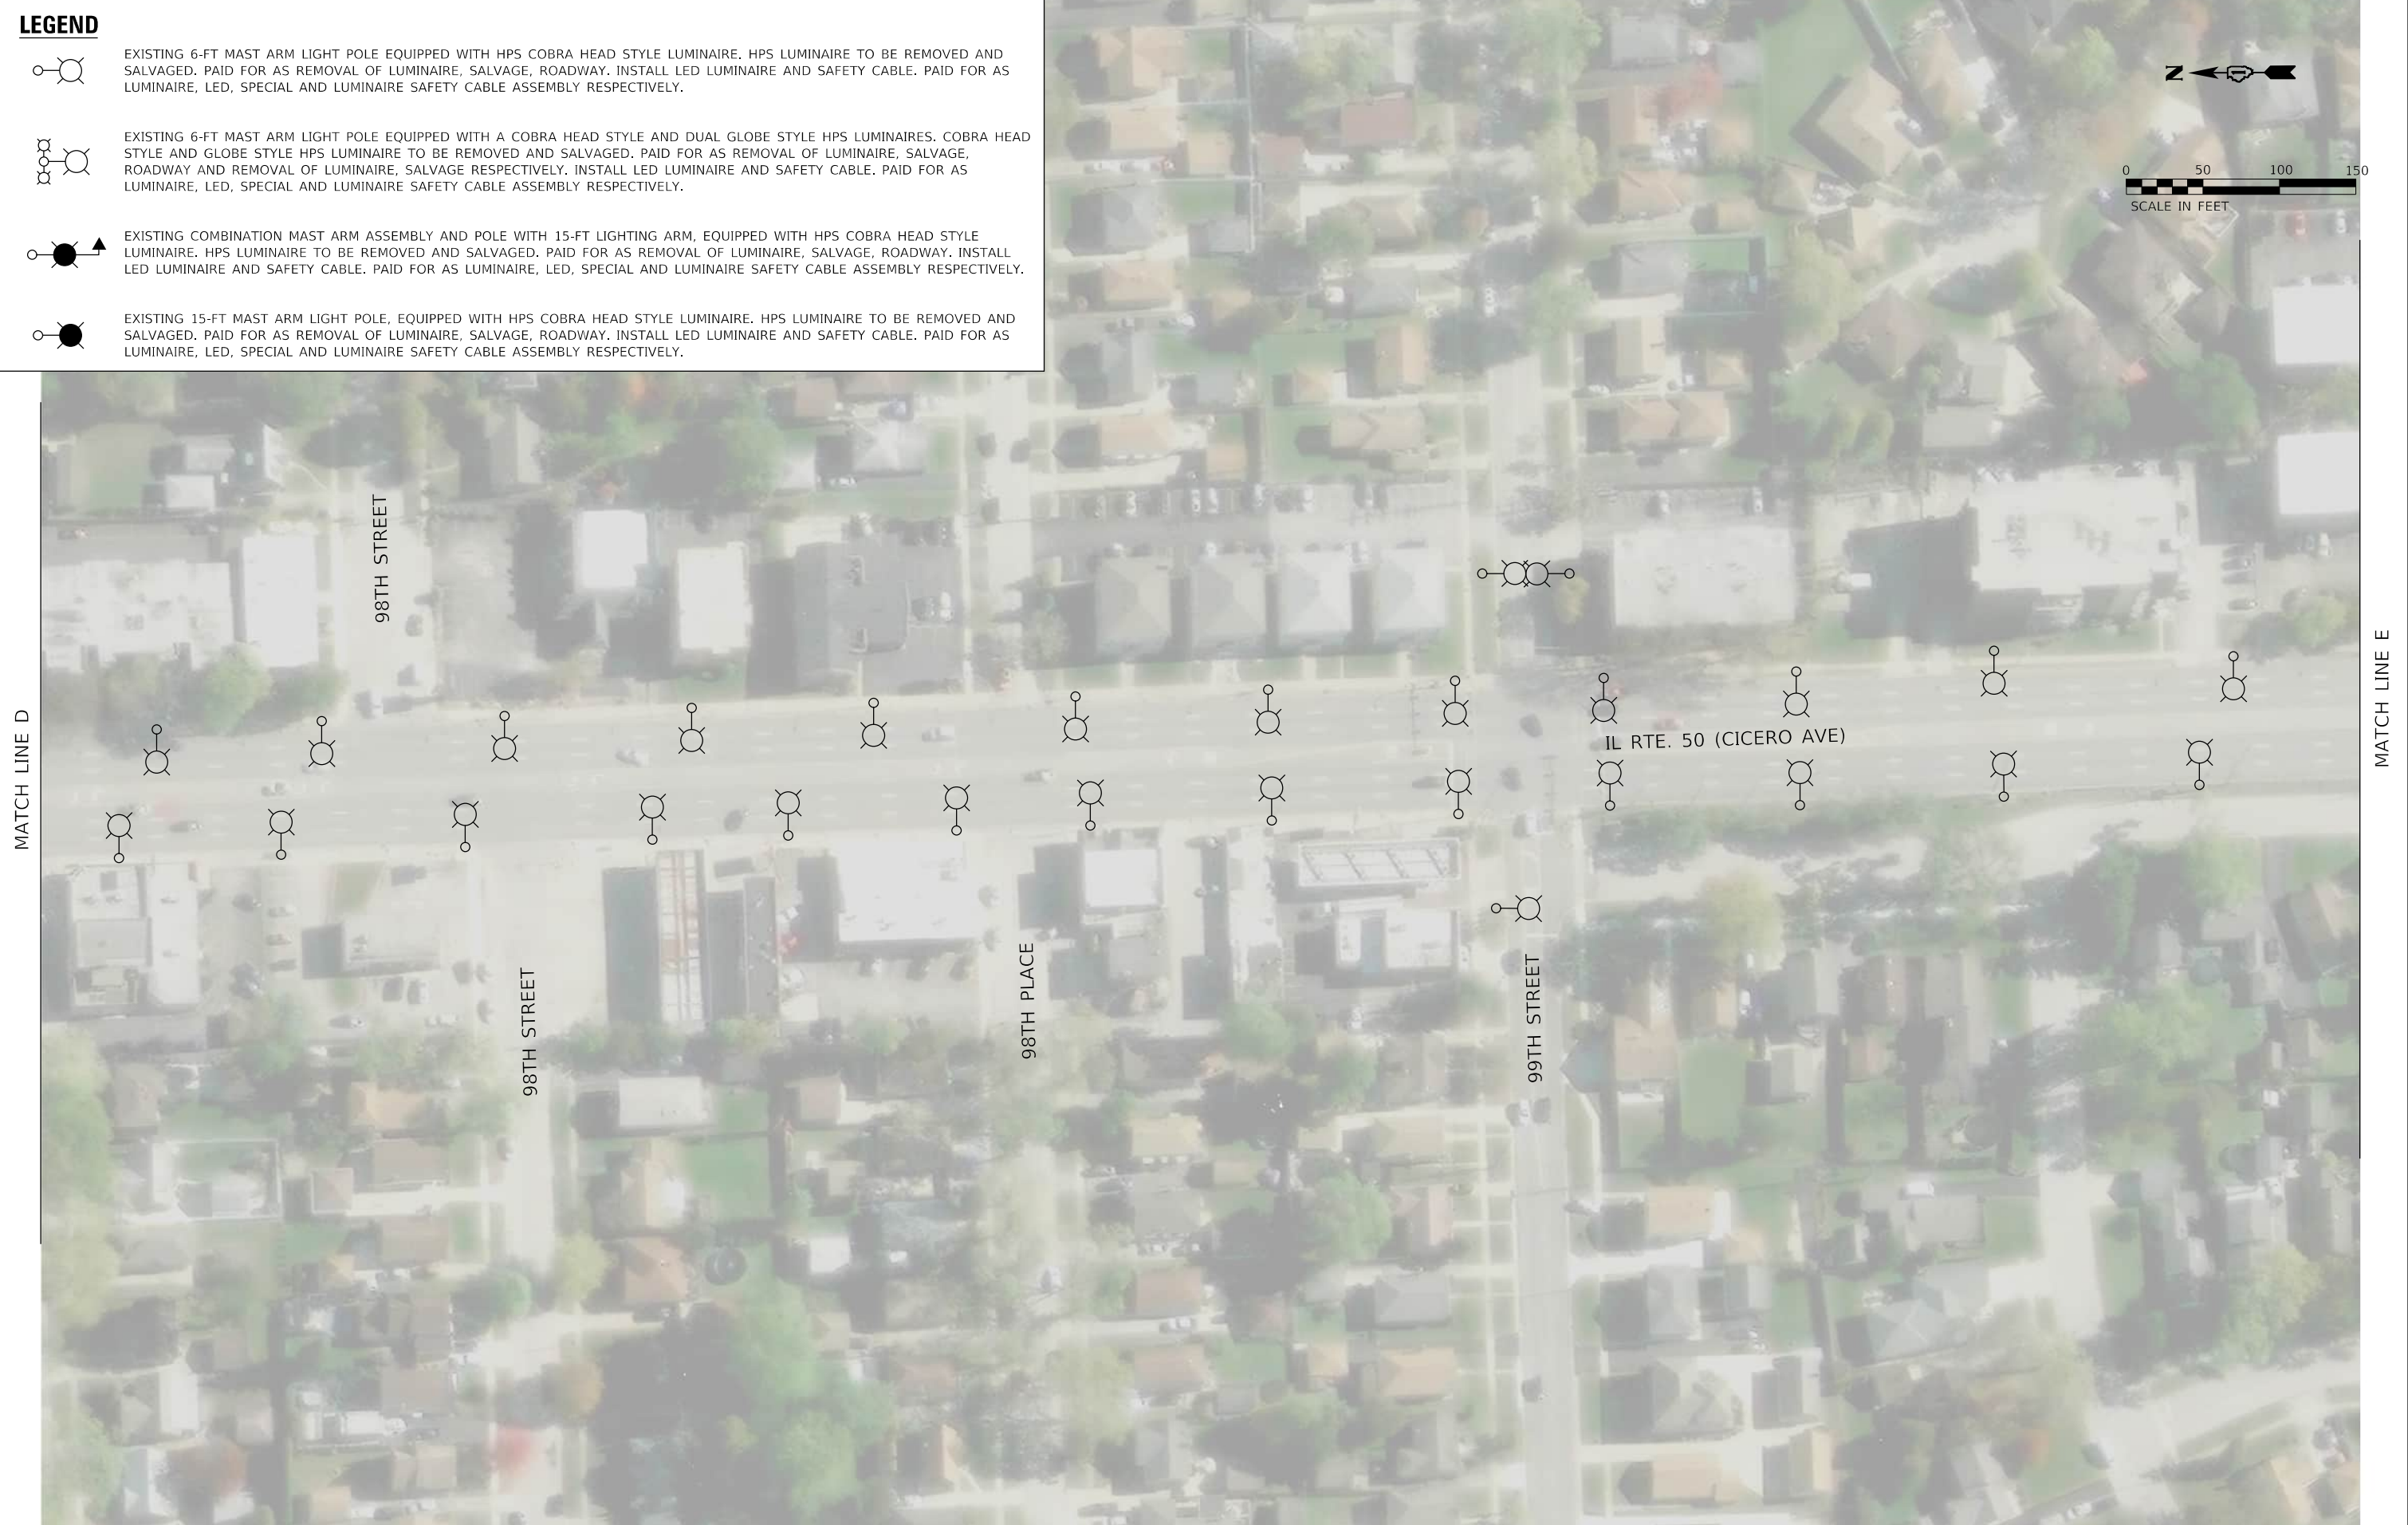 LEGEND
EXISTING 6-FT MAST ARM LIGHT POLE EQUIPPED WITH HPS COBRA HEAD STYLE LUMINAIRE. HPS LUMINAIRE TO BE REMOVED AND
SALVAGED. PAID FOR AS REMOVAL OF LUMINAIRE, SALVAGE, ROADWAY. INSTALL LED LUMINAIRE AND SAFETY CABLE. PAID FOR AS
LUMINAIRE, LED, SPECIAL AND LUMINAIRE SAFETY CABLE ASSEMBLY RESPECTIVELY.
EXISTING 6-FT MAST ARM LIGHT POLE EQUIPPED WITH A COBRA HEAD STYLE AND DUAL GLOBE STYLE HPS LUMINAIRES. COBRA HEAD
STYLE AND GLOBE STYLE HPS LUMINAIRE TO BE REMOVED AND SALVAGED. PAID FOR AS REMOVAL OF LUMINAIRE, SALVAGE,
ROADWAY AND REMOVAL OF LUMINAIRE, SALVAGE RESPECTIVELY. INSTALL LED LUMINAIRE AND SAFETY CABLE. PAID FOR AS
LUMINAIRE, LED, SPECIAL AND LUMINAIRE SAFETY CABLE ASSEMBLY RESPECTIVELY.
EXISTING COMBINATION MAST ARM ASSEMBLY AND POLE WITH 15-FT LIGHTING ARM, EQUIPPED WITH HPS COBRA HEAD STYLE
LUMINAIRE. HPS LUMINAIRE TO BE REMOVED AND SALVAGED. PAID FOR AS REMOVAL OF LUMINAIRE, SALVAGE, ROADWAY. INSTALL
LED LUMINAIRE AND SAFETY CABLE. PAID FOR AS LUMINAIRE, LED, SPECIAL AND LUMINAIRE SAFETY CABLE ASSEMBLY RESPECTIVELY.
EXISTING 15-FT MAST ARM LIGHT POLE, EQUIPPED WITH HPS COBRA HEAD STYLE LUMINAIRE. HPS LUMINAIRE TO BE REMOVED AND
SALVAGED. PAID FOR AS REMOVAL OF LUMINAIRE, SALVAGE, ROADWAY. INSTALL LED LUMINAIRE AND SAFETY CABLE. PAID FOR AS
LUMINAIRE, LED, SPECIAL AND LUMINAIRE SAFETY CABLE ASSEMBLY RESPECTIVELY.
N
0 50 100 150
SCALE IN FEET
98TH STREET
MATCH LINE D
IL RTE. 50 (CICERO AVE)
MATCH LINE E
98TH STREET
98TH PLACE
99TH STREET